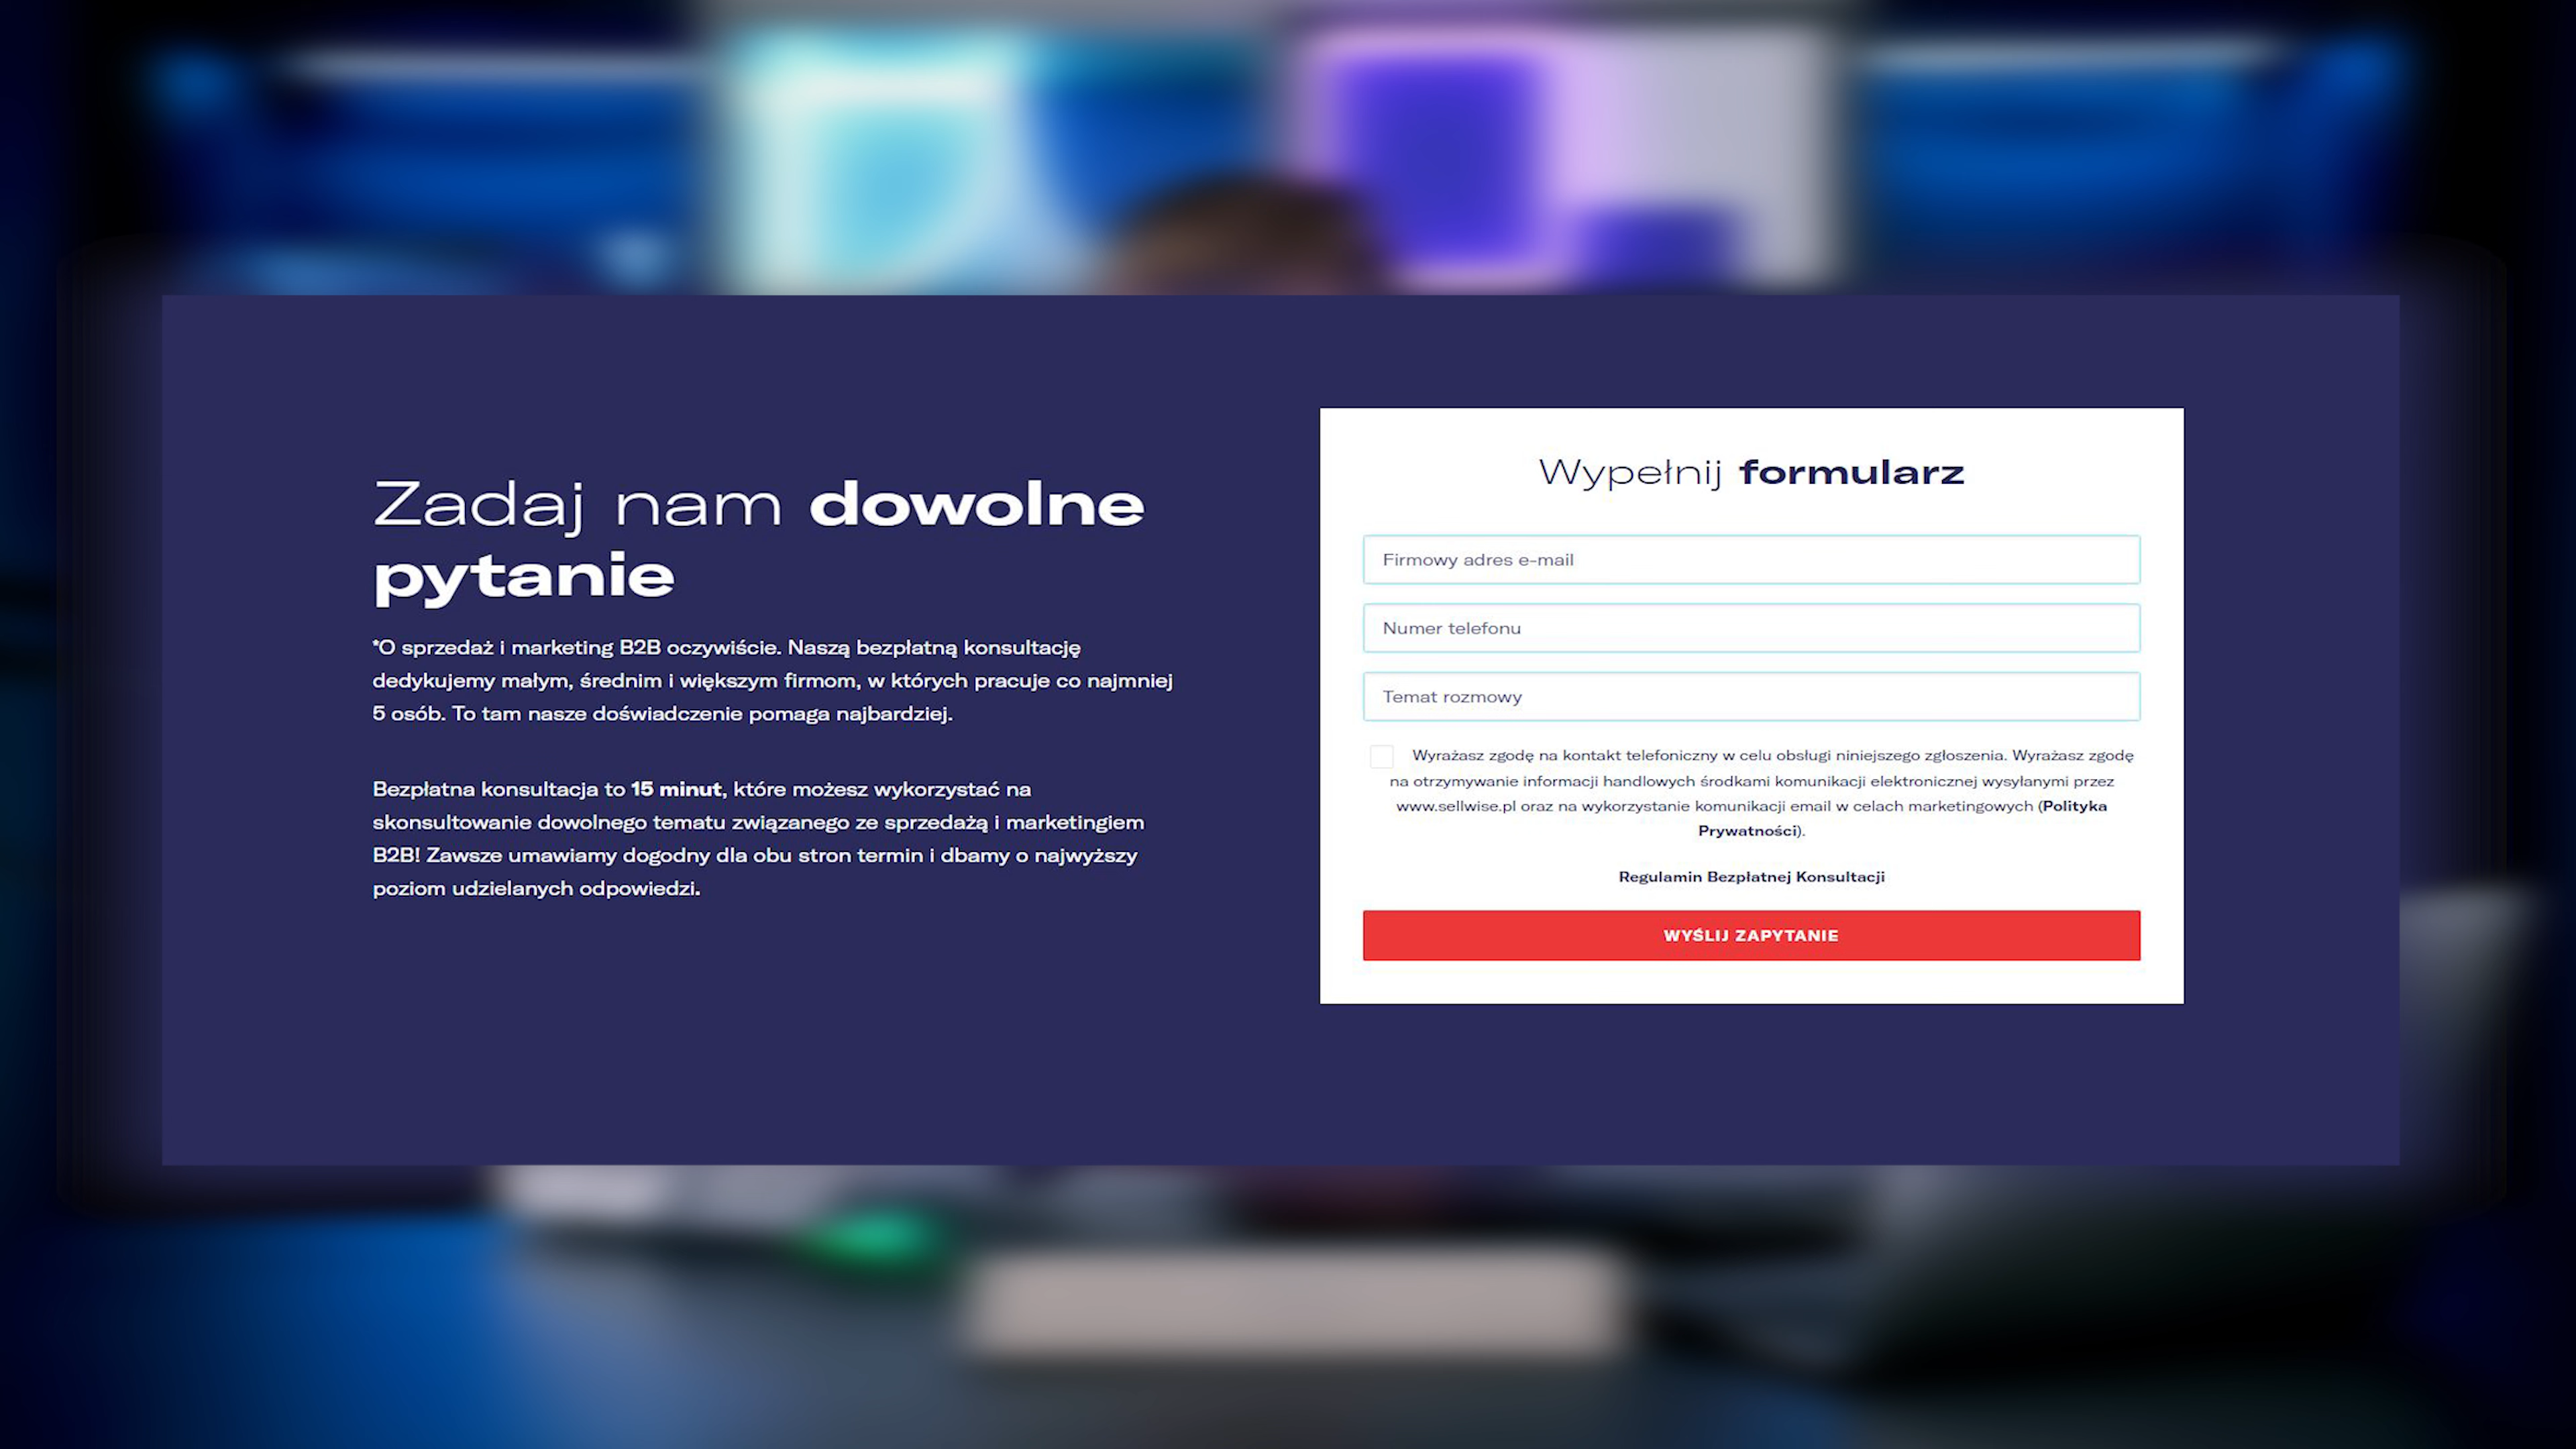 Zadaj nam dowolne
pytanie
*O sprzedaż i marketing B2B oczywiście. Naszą bezpłatną konsultację
dedykujemy małym, średnim i większym firmom, w których pracuje co najmniej
5 osób. To tam nasze doświadczenie pomaga najbardziej.
Bezpłatna konsultacja to 15 minut, które możesz wykorzystać na
skonsultowanie dowolnego tematu związanego ze sprzedażą i marketingiem
B2B! Zawsze umawiamy dogodny dla obu stron termin i dbamy o najwyższy
poziom udzielanych odpowiedzi.
Wypełnij formularz
Firmowy adres e-mail
Numer telefonu
Temat rozmowy
Wyrażasz zgodę na kontakt telefoniczny w celu obsługi niniejszego zgłoszenia. Wyrażasz zgodę
na otrzymywanie informacji handlowych środkami komunikacji elektronicznej wysyłanymi przez
www.sellwise.pl oraz na wykorzystanie komunikacji email w celach marketingowych (Polityka
Prywatności).
Regulamin Bezpłatnej Konsultacji
WYŚLIJ ZAPYTANIE